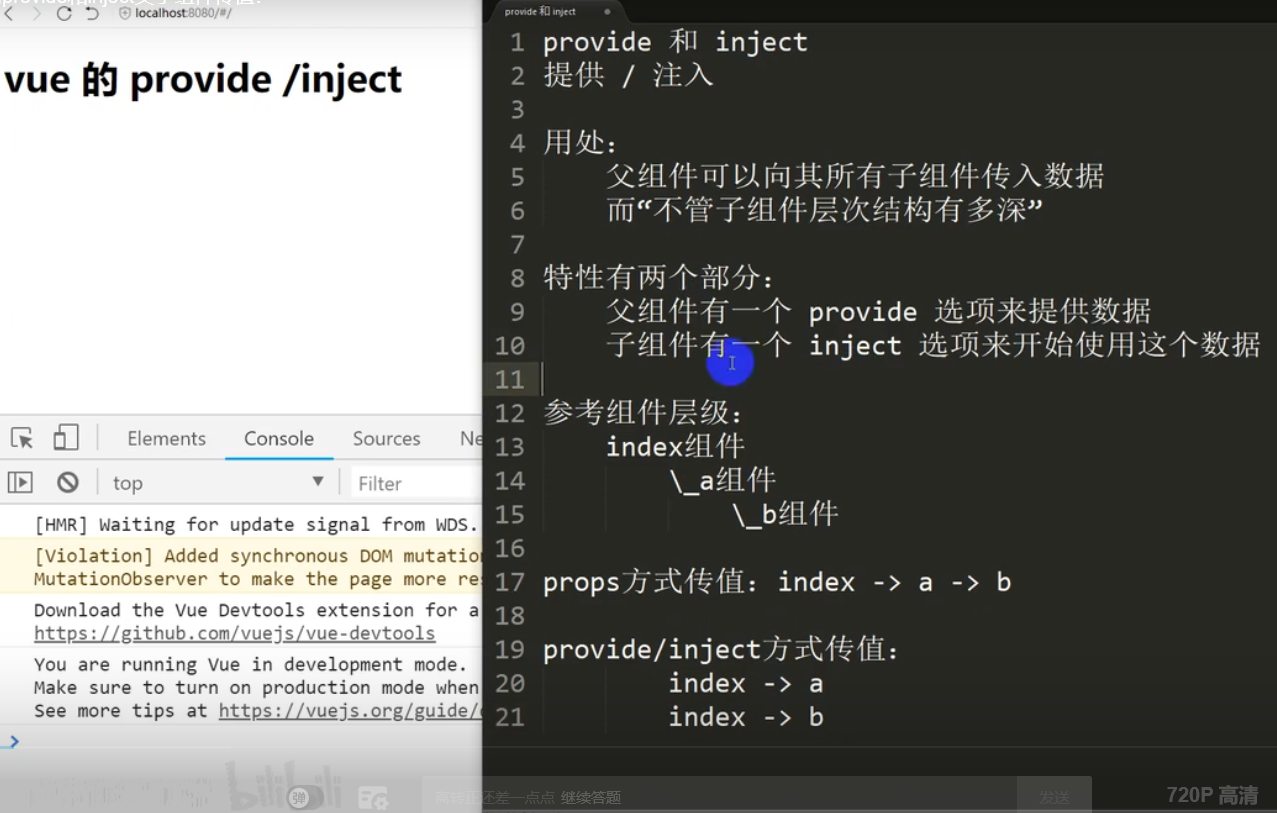 localhost:8080/#/
vue 的 provide /inject
Elements Console Sources Ne
top Filter
[HMR] Waiting for update signal from WDS.
[Violation] Added synchronous DOM mutation
MutationObserver to make the page more res
Download the Vue Devtools extension for a
https://github.com/vuejs/vue-devtools
You are running Vue in development mode.
Make sure to turn on production mode when
See more tips at https://vuejs.org/guide/
provide 和 inject
1 provide 和 inject
2 提供 / 注入
3
4 用处：
5 父组件可以向其所有子组件传入数据
6 而“不管子组件层次结构有多深”
7
8 特性有两个部分：
9 父组件有一个 provide 选项来提供数据
10 子组件有一个 inject 选项来开始使用这个数据
11
12 参考组件层级：
13 index组件
14 \_a组件
15 \_b组件
16
17 props方式传值：index -> a -> b
18
19 provide/inject方式传值：
20 index -> a
21 index -> b
bilibili
弹
还差一点点 继续答题
发送
720P 高清